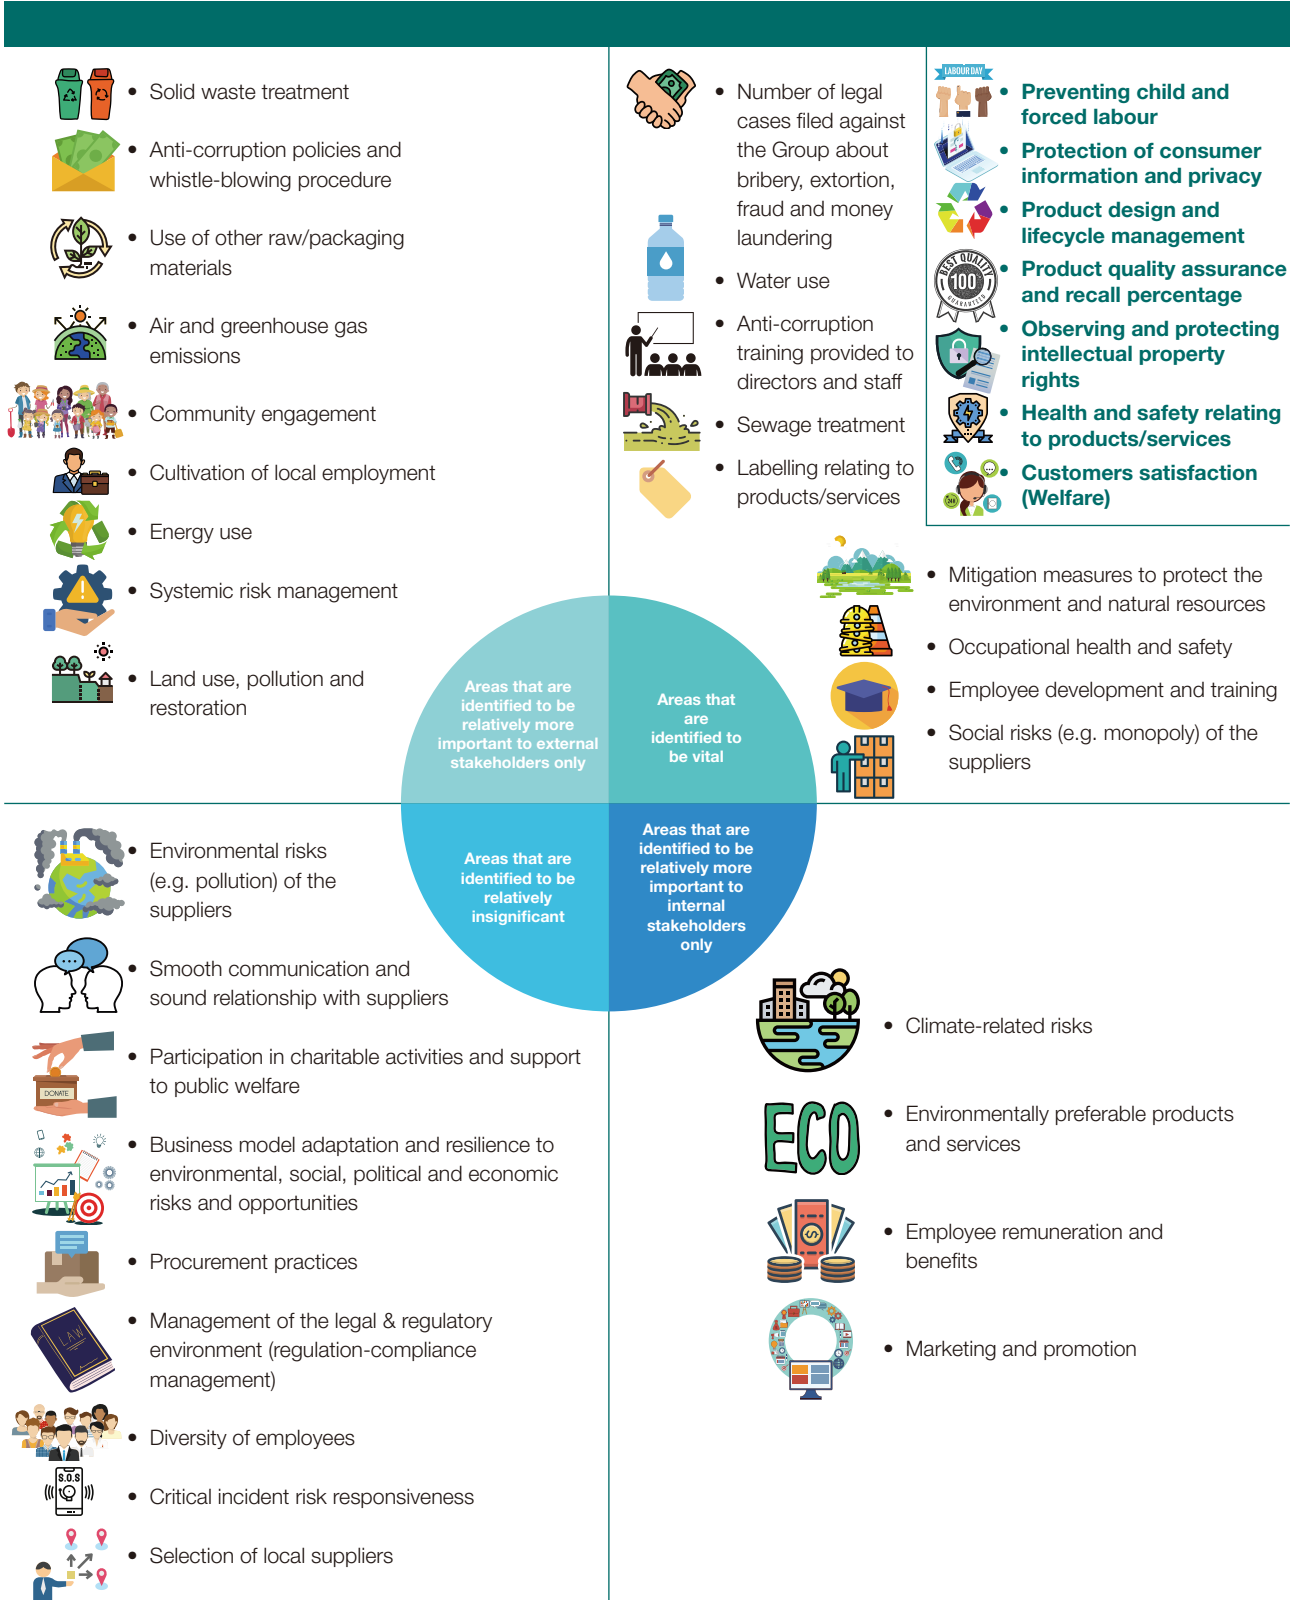 Solid waste treatment
Anti-corruption policies and
whistle-blowing procedure
Use of other raw/packaging
materials
Air and greenhouse gas
emissions
Community engagement
Cultivation of local employment
Energy use
Systemic risk management
Land use, pollution and
restoration
Number of legal
cases filed against
the Group about
bribery, extortion,
fraud and money
laundering
Water use
Anti-corruption
training provided to
directors and staff
Sewage treatment
Labelling relating to
products/services
LABOUR DAY
Preventing child and
forced labour
Protection of consumer
information and privacy
Product design and
lifecycle management
BEST QUALITY
100
GUARANTEED
Product quality assurance
and recall percentage
Observing and protecting
intellectual property
rights
Health and safety relating
to products/services
Customers satisfaction
(Welfare)
Mitigation measures to protect the
environment and natural resources
Occupational health and safety
Employee development and training
Social risks (e.g. monopoly) of the
suppliers
Areas that are
identified to be
relatively more
important to external
stakeholders only
Areas that
are
identified to
be vital
Areas that are
identified to be
relatively
insignificant
Areas that are
identified to be
relatively more
important to
internal
stakeholders
only
Environmental risks
(e.g. pollution) of the
suppliers
Smooth communication and
sound relationship with suppliers
DONATE
Participation in charitable activities and support
to public welfare
Business model adaptation and resilience to
environmental, social, political and economic
risks and opportunities
Procurement practices
LAW
Management of the legal & regulatory
environment (regulation-compliance
management)
Diversity of employees
S.O.S
Critical incident risk responsiveness
Selection of local suppliers
Climate-related risks
ECO
Environmentally preferable products
and services
Employee remuneration and
benefits
Marketing and promotion